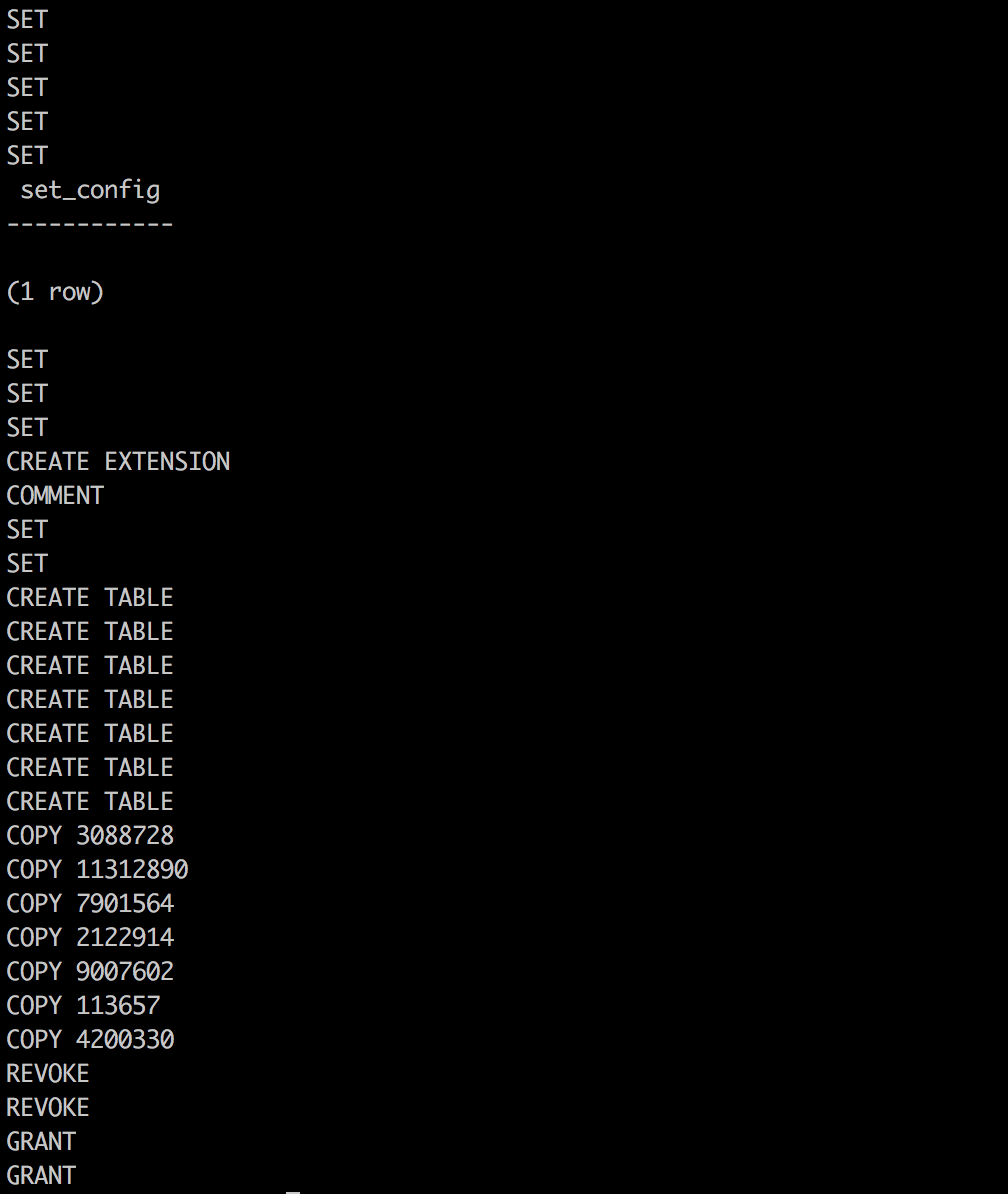 SET
SET
SET
SET
SET
set_config
------------
(1 row)
SET
SET
SET
CREATE EXTENSION
COMMENT
SET
SET
CREATE TABLE
CREATE TABLE
CREATE TABLE
CREATE TABLE
CREATE TABLE
CREATE TABLE
CREATE TABLE
COPY 3088728
COPY 11312890
COPY 7901564
COPY 2122914
COPY 9007602
COPY 113657
COPY 4200330
REVOKE
REVOKE
GRANT
GRANT